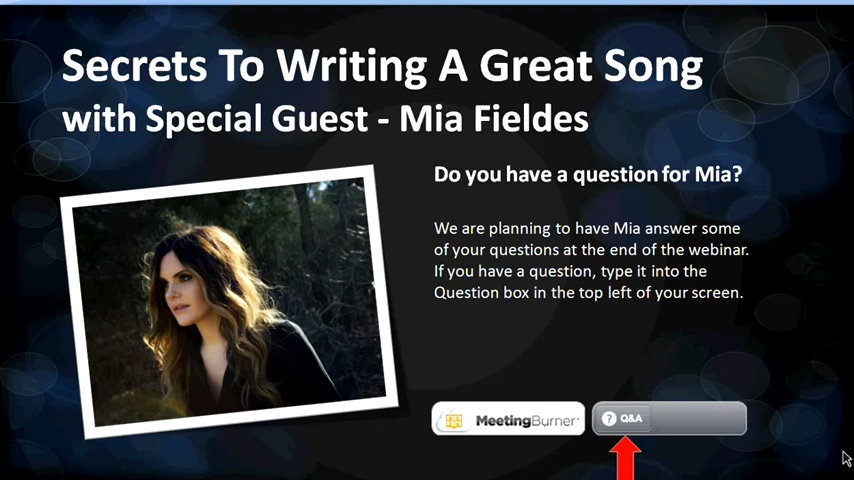 Secrets To Writing A Great Song
with Special Guest - Mia Fieldes
Do you have a question for Mia?
We are planning to have Mia answer some
of your questions at the end of the webinar.
If you have a question, type it into the
Question box in the top left of your screen.
MeetingBurner
? Q&A